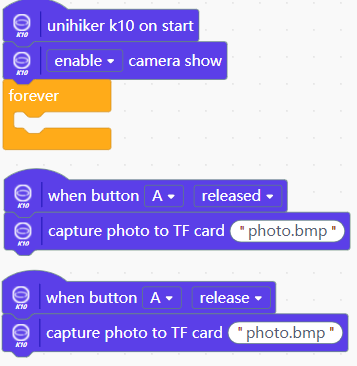 K10 unihiker k10 on start
K10 enable camera show
forever
K10 when button A released
K10 capture photo to TF card "photo.bmp"
K10 when button A release
K10 capture photo to TF card "photo.bmp"